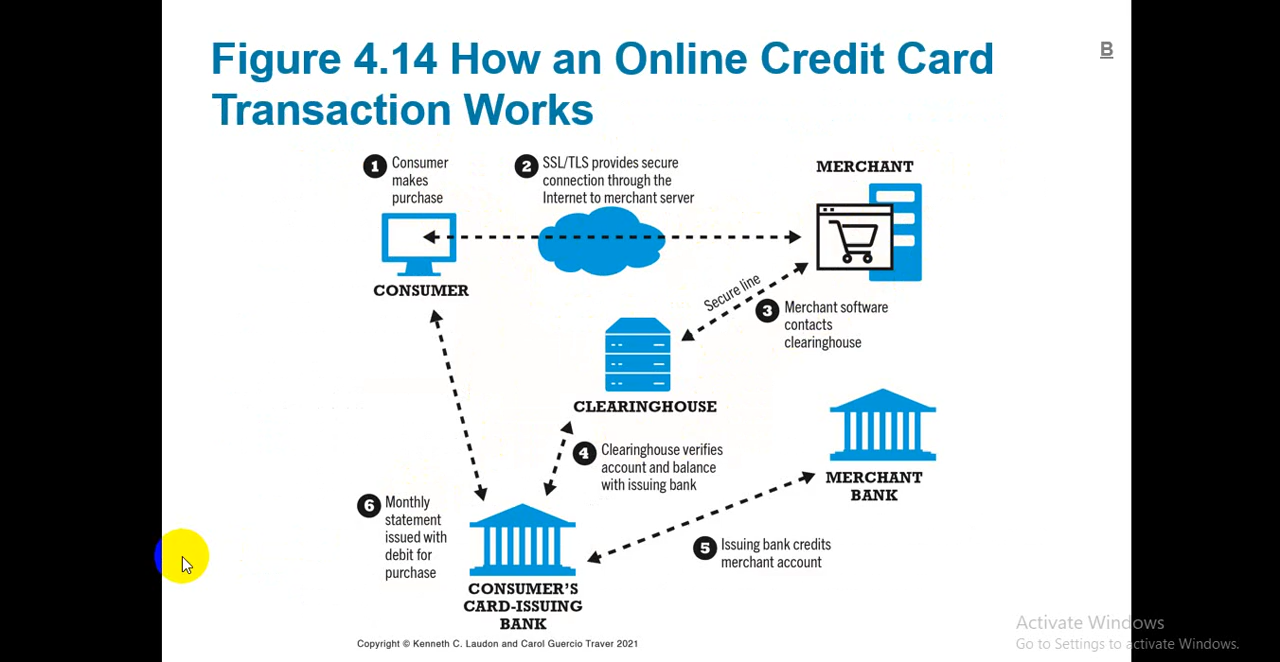 Figure 4.14 How an Online Credit Card
Transaction Works
B
1 Consumer
makes
purchase
2 SSL/TLS provides secure
connection through the
Internet to merchant server
MERCHANT
CONSUMER
Secure line
3 Merchant software
contacts
clearinghouse
CLEARINGHOUSE
4 Clearinghouse verifies
account and balance
with issuing bank
MERCHANT
BANK
6 Monthly
statement
issued with
debit for
purchase
5 Issuing bank credits
merchant account
CONSUMER'S
CARD-ISSUING
BANK
Copyright © Kenneth C. Laudon and Carol Guercio Traver 2021
Activate Windows
Go to Settings to activate Windows.